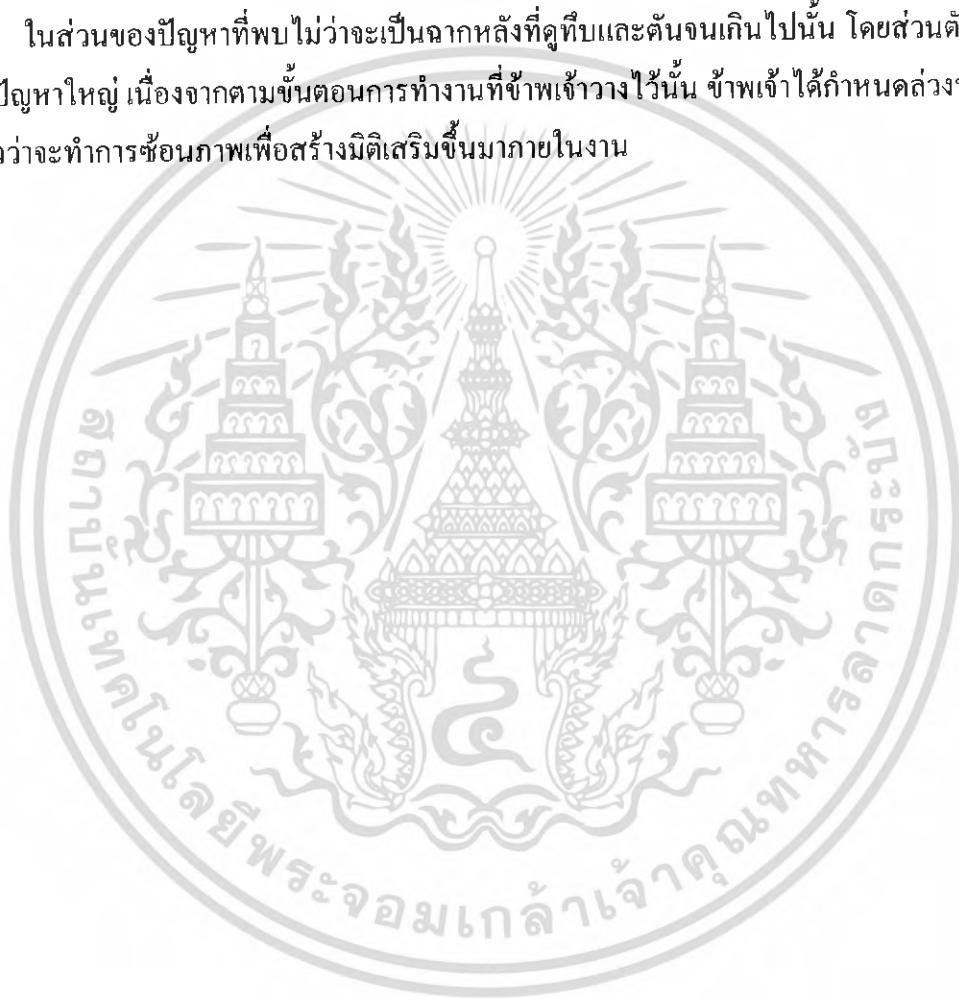 ในส่วนของปัญหาที่พบไม่ว่าจะเป็นฉากหลังที่ดูทึบและตันจนเกินไปนั้น โดยส่วนตั
ปัญหาใหญ่ เนื่องจากตามขั้นตอนการทำงานที่ข้าพเจ้าวางไว้นั้น ข้าพเจ้าได้กำหนดล่วง
ว่าจะทำการซ้อนภาพเพื่อสร้างมิติเสริมขึ้นมาภายในงาน
สถาบันเทคโนโลยีพระจอมเกล้าเจ้าคุณทหารลาดกระบัง
๔